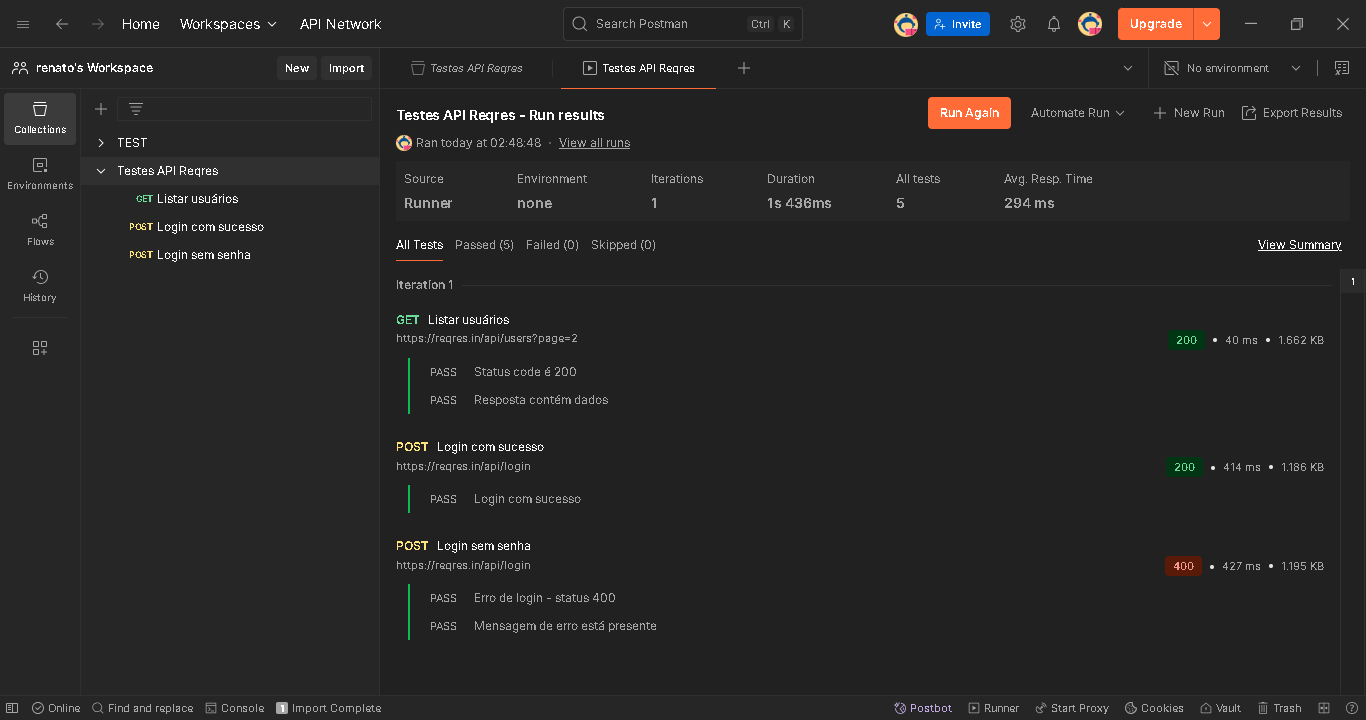 Home Workspaces API Network Search Postman Ctrl K Invite Upgrade
renato's Workspace New Import Testes API Reqres Testes API Reqres No environment
Collections
Environments
Flows
History
TEST
Testes API Reqres
GET Listar usuários
POST Login com sucesso
POST Login sem senha
Testes API Reqres - Run results Run Again Automate Run New Run Export Results
Ran today at 02:48:48 · View all runs
Source Environment Iterations Duration All tests Avg. Resp. Time
Runner none 1 1s 436ms 5 294 ms
All Tests Passed (5) Failed (0) Skipped (0) View Summary
Iteration 1 1
GET Listar usuários
https://reqres.in/api/users?page=2 200 • 40 ms • 1.662 KB
PASS Status code é 200
PASS Resposta contém dados
POST Login com sucesso
https://reqres.in/api/login 200 • 414 ms • 1.186 KB
PASS Login com sucesso
POST Login sem senha
https://reqres.in/api/login 400 • 427 ms • 1.195 KB
PASS Erro de login - status 400
PASS Mensagem de erro está presente
Online Find and replace Console 1 Import Complete Postbot Runner Start Proxy Cookies Vault Trash